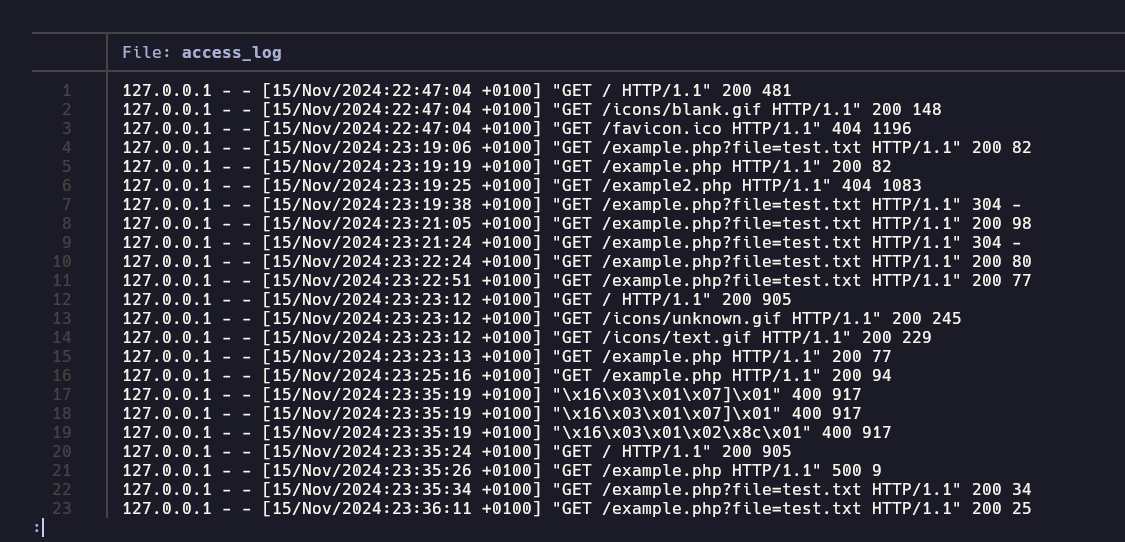 File: access_log
1 127.0.0.1 - - [15/Nov/2024:22:47:04 +0100] "GET / HTTP/1.1" 200 481
2 127.0.0.1 - - [15/Nov/2024:22:47:04 +0100] "GET /icons/blank.gif HTTP/1.1" 200 148
3 127.0.0.1 - - [15/Nov/2024:22:47:04 +0100] "GET /favicon.ico HTTP/1.1" 404 1196
4 127.0.0.1 - - [15/Nov/2024:23:19:06 +0100] "GET /example.php?file=test.txt HTTP/1.1" 200 82
5 127.0.0.1 - - [15/Nov/2024:23:19:19 +0100] "GET /example.php HTTP/1.1" 200 82
6 127.0.0.1 - - [15/Nov/2024:23:19:25 +0100] "GET /example2.php HTTP/1.1" 404 1083
7 127.0.0.1 - - [15/Nov/2024:23:19:38 +0100] "GET /example.php?file=test.txt HTTP/1.1" 304 -
8 127.0.0.1 - - [15/Nov/2024:23:21:05 +0100] "GET /example.php?file=test.txt HTTP/1.1" 200 98
9 127.0.0.1 - - [15/Nov/2024:23:21:24 +0100] "GET /example.php?file=test.txt HTTP/1.1" 304 -
10 127.0.0.1 - - [15/Nov/2024:23:22:24 +0100] "GET /example.php?file=test.txt HTTP/1.1" 200 80
11 127.0.0.1 - - [15/Nov/2024:23:22:51 +0100] "GET /example.php?file=test.txt HTTP/1.1" 200 77
12 127.0.0.1 - - [15/Nov/2024:23:23:12 +0100] "GET / HTTP/1.1" 200 905
13 127.0.0.1 - - [15/Nov/2024:23:23:12 +0100] "GET /icons/unknown.gif HTTP/1.1" 200 245
14 127.0.0.1 - - [15/Nov/2024:23:23:12 +0100] "GET /icons/text.gif HTTP/1.1" 200 229
15 127.0.0.1 - - [15/Nov/2024:23:23:13 +0100] "GET /example.php HTTP/1.1" 200 77
16 127.0.0.1 - - [15/Nov/2024:23:25:16 +0100] "GET /example.php HTTP/1.1" 200 94
17 127.0.0.1 - - [15/Nov/2024:23:35:19 +0100] "\x16\x03\x01\x07]\x01" 400 917
18 127.0.0.1 - - [15/Nov/2024:23:35:19 +0100] "\x16\x03\x01\x07]\x01" 400 917
19 127.0.0.1 - - [15/Nov/2024:23:35:19 +0100] "\x16\x03\x01\x02\x8c\x01" 400 917
20 127.0.0.1 - - [15/Nov/2024:23:35:24 +0100] "GET / HTTP/1.1" 200 905
21 127.0.0.1 - - [15/Nov/2024:23:35:26 +0100] "GET /example.php HTTP/1.1" 500 9
22 127.0.0.1 - - [15/Nov/2024:23:35:34 +0100] "GET /example.php?file=test.txt HTTP/1.1" 200 34
23 127.0.0.1 - - [15/Nov/2024:23:36:11 +0100] "GET /example.php?file=test.txt HTTP/1.1" 200 25
: